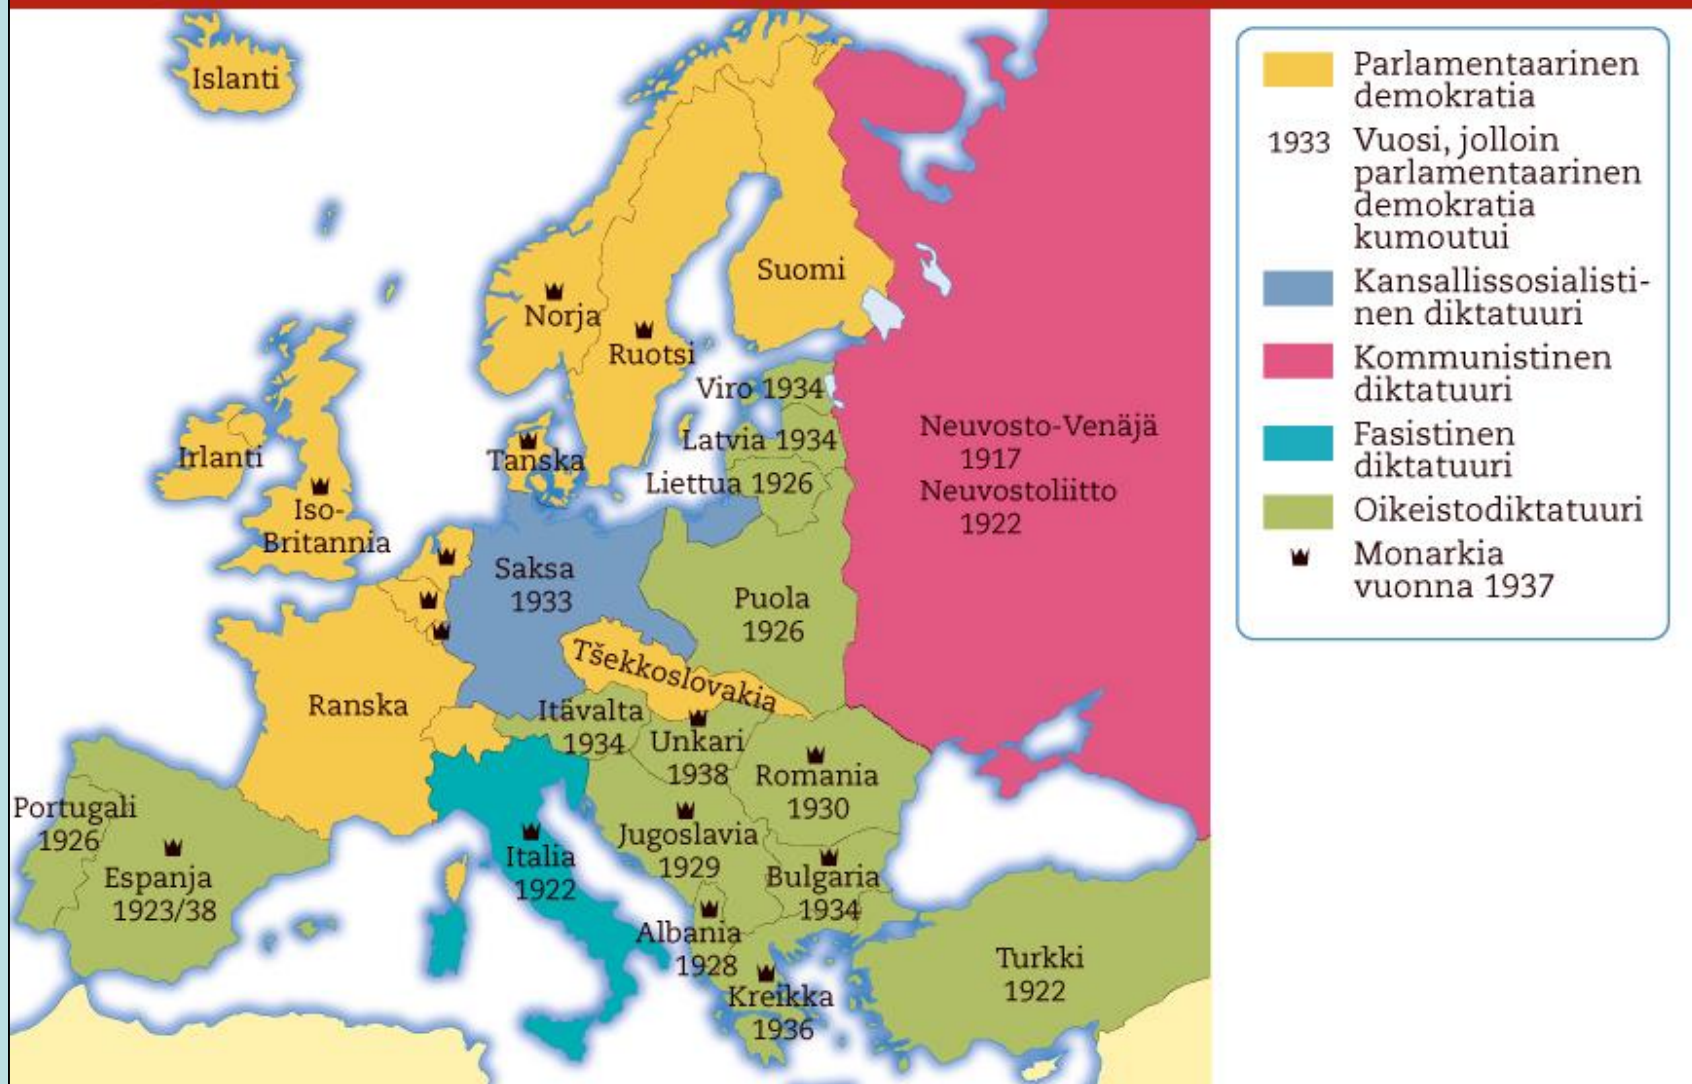 Islanti
Norja
Ruotsi
Suomi
Viro 1934
Latvia 1934
Liettua 1926
Tanska
Irlanti
Iso-
Britannia
Neuvosto-Venäjä
1917
Neuvostoliitto
1922
Saksa
1933
Puola
1926
Tšekkoslovakia
Ranska
Itävalta
1934
Unkari
1938
Romania
1930
Portugali
1926
Espanja
1923/38
Italia
1922
Jugoslavia
1929
Bulgaria
1934
Albania
1928
Kreikka
1936
Turkki
1922
Parlamentaarinen
demokratia
1933 Vuosi, jolloin
parlamentaarinen
demokratia
kumoutui
Kansallissosialisti-
nen diktatuuri
Kommunistinen
diktatuuri
Fasistinen
diktatuuri
Oikeistodiktatuuri
Monarkia
vuonna 1937